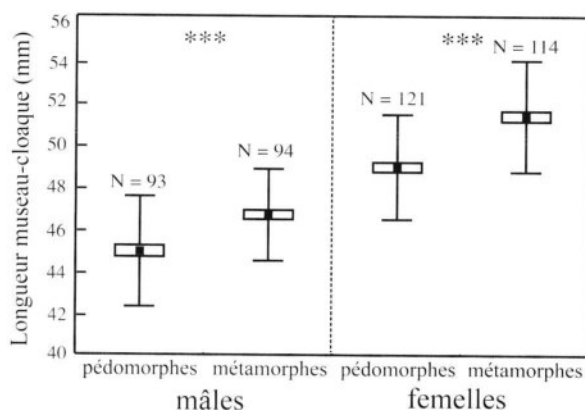 Longueur museau-cloaque (mm)
56
54
52
50
48
46
44
42
40
***
***
N = 93
N = 94
N = 121
N = 114
pédomorphes
métamorphes
pédomorphes
métamorphes
mâles
femelles